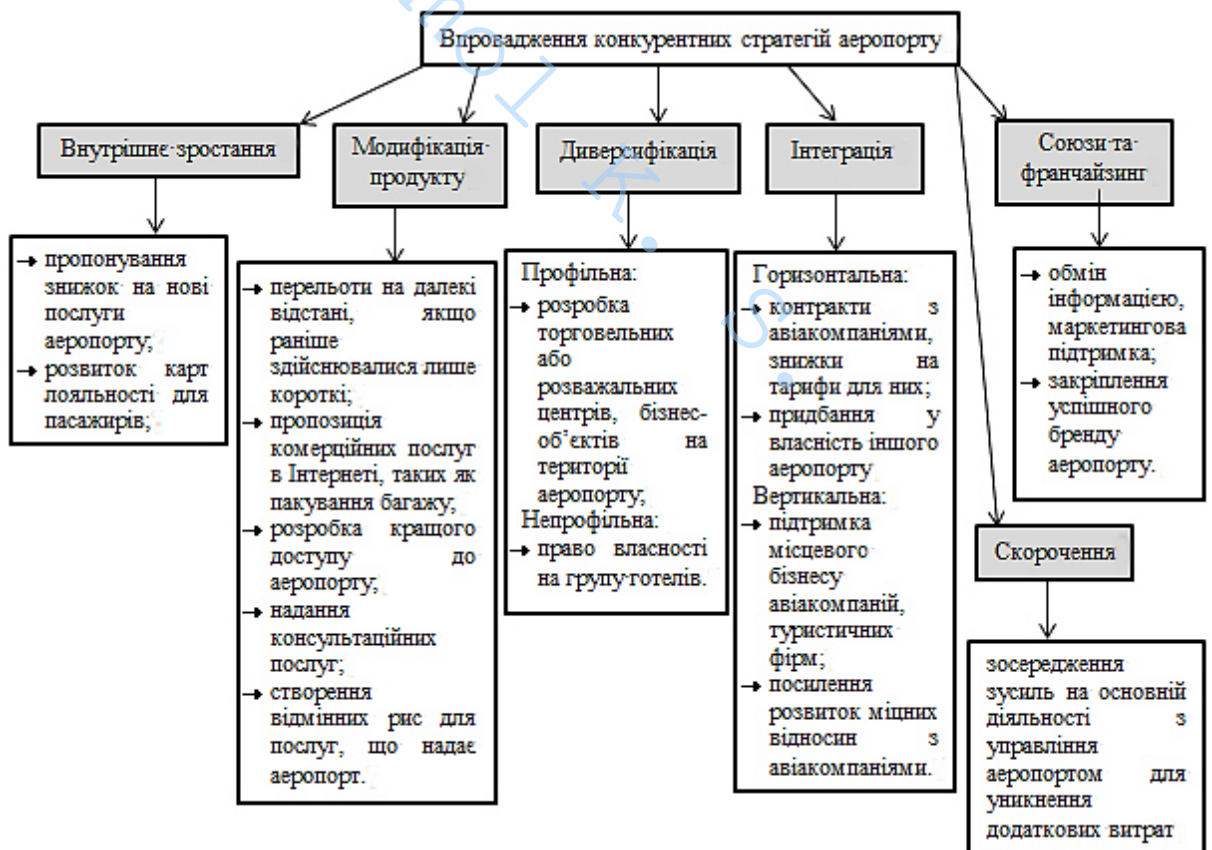 Впровадження конкурентних стратегій аеропорту
Внутрішнє зростання
Модифікація
продукту
Диверсифікація
Інтеграція
Союзи та
франчайзинг
→ пропонування
знижок на нові
послуги
аеропорту;
→ розвиток карт
лояльності для
пасажирів;
→ перельоти на далекі
відстані, якщо
раніше
здійснювалися лише
короткі;
→ пропозиція
комерційних послуг
в Інтернеті, таких як
пакування багажу;
→ розробка кращого
доступу до
аеропорту;
→ надання
консультаційних
послуг;
→ створення
відмінних рис для
послуг, що надає
аеропорт.
Профільна:
→ розробка
торговельних
або
розважальних
центрів, бізнес-
об’єктів на
території
аеропорту;
Непрофільна:
→ право власності
на групу готелів.
Горизонтальна:
→ контракти з
авіакомпаніями,
знижки на
тарифи для них;
→ придбання у
власність іншого
аеропорту
Вертикальна:
→ підтримка
місцевого
бізнесу
авіакомпаній,
туристичних
фірм;
→ посилення
розвиток міцних
відносин з
авіакомпаніями.
→ обмін
інформацією,
маркетингова
підтримка;
→ закріплення
успішного
бренду
аеропорту.
Скорочення
зосередження
зусиль на основній
діяльності з
управління
аеропортом для
уникнення
додаткових витрат